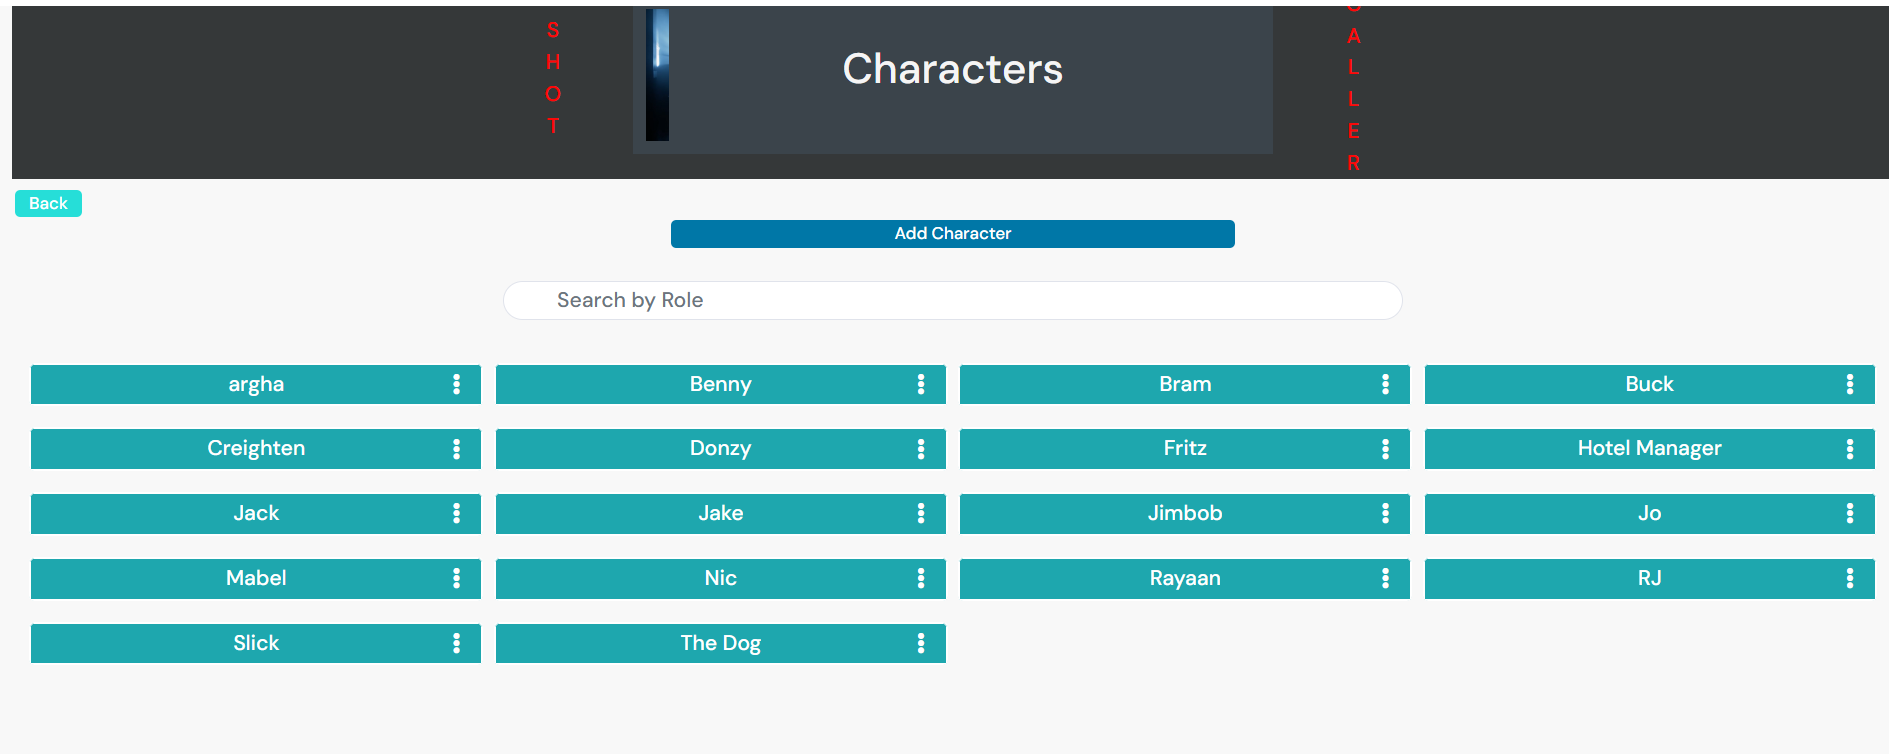 S
H
O
T
Characters
C
A
L
L
E
R
Back
Add Character
Search by Role
argha
Benny
Bram
Buck
Creighten
Donzy
Fritz
Hotel Manager
Jack
Jake
Jimbob
Jo
Mabel
Nic
Rayaan
RJ
Slick
The Dog